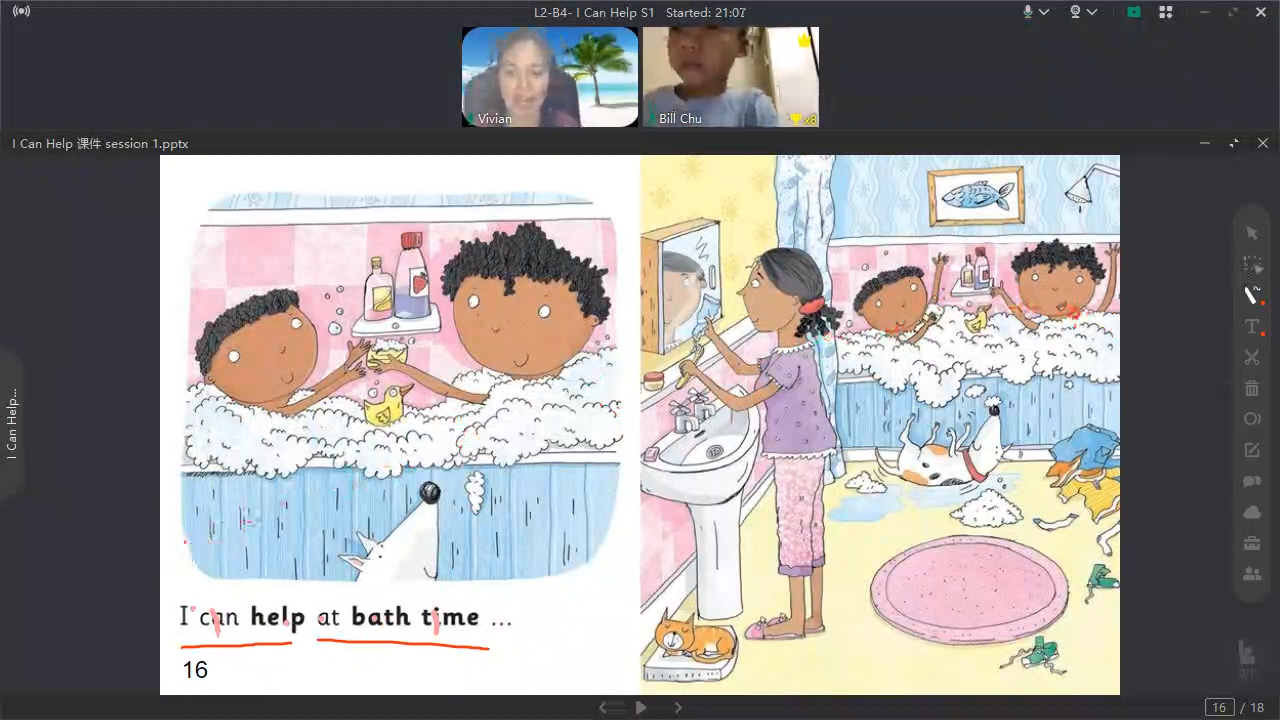 L2-B4- I Can Help S1 Started: 21:07
Vivian
Bill Chu
x8
I Can Help 课件 session 1.pptx
I Can Help...
I can help at bath time ...
16
16 / 18